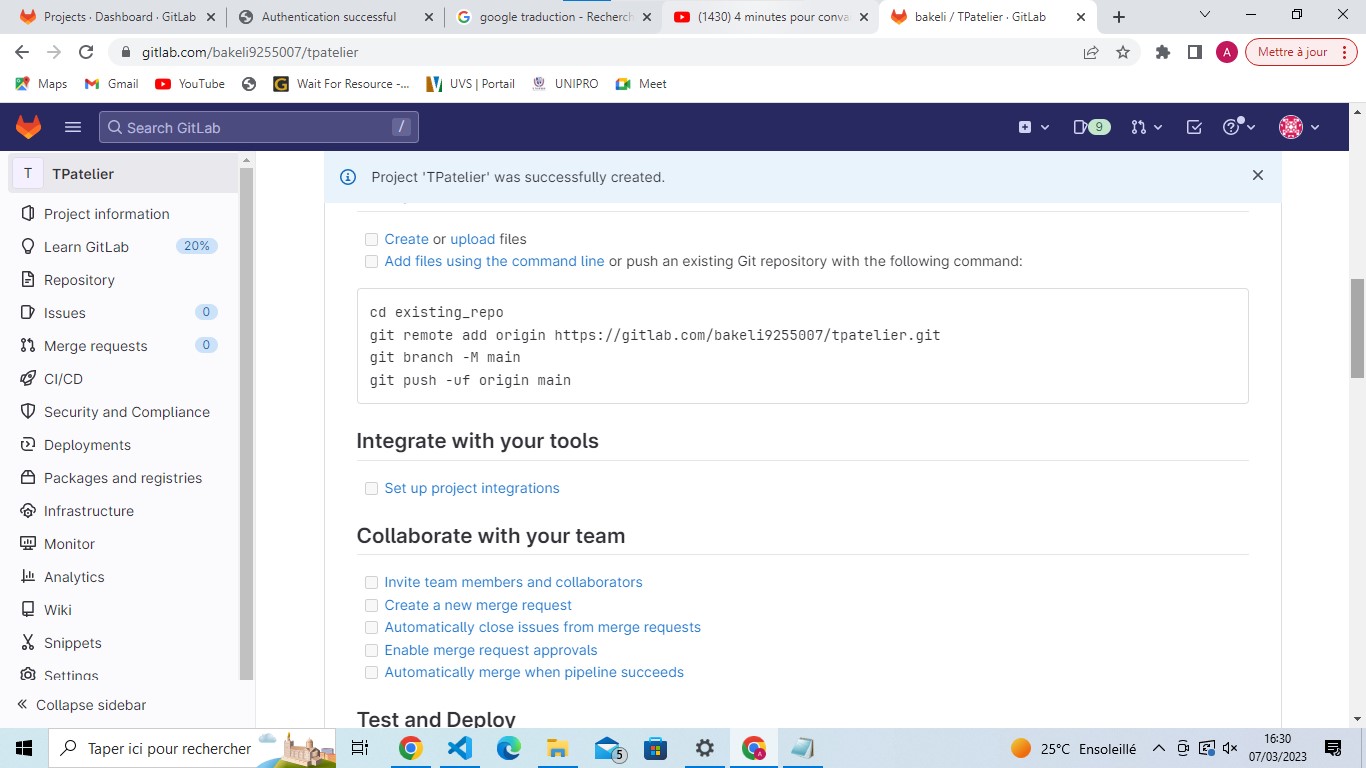 Projects · Dashboard · GitLab
Authentication successful
google traduction - Recherch
(1430) 4 minutes pour conva
bakeli / TPatelier · GitLab
gitlab.com/bakeli9255007/tpatelier
A
Mettre à jour
Maps
Gmail
YouTube
Wait For Resource -...
UVS | Portail
UNIPRO
Meet
Search GitLab
/
9
T
TPatelier
Project information
Learn GitLab 20%
Repository
Issues 0
Merge requests 0
CI/CD
Security and Compliance
Deployments
Packages and registries
Infrastructure
Monitor
Analytics
Wiki
Snippets
Settings
Collapse sidebar
Project 'TPatelier' was successfully created.
Create or upload files
Add files using the command line or push an existing Git repository with the following command:
cd existing_repo
git remote add origin https://gitlab.com/bakeli9255007/tpatelier.git
git branch -M main
git push -uf origin main
Integrate with your tools
Set up project integrations
Collaborate with your team
Invite team members and collaborators
Create a new merge request
Automatically close issues from merge requests
Enable merge request approvals
Automatically merge when pipeline succeeds
Test and Deploy
Taper ici pour rechercher
5
A
25°C Ensoleillé
16:30
07/03/2023